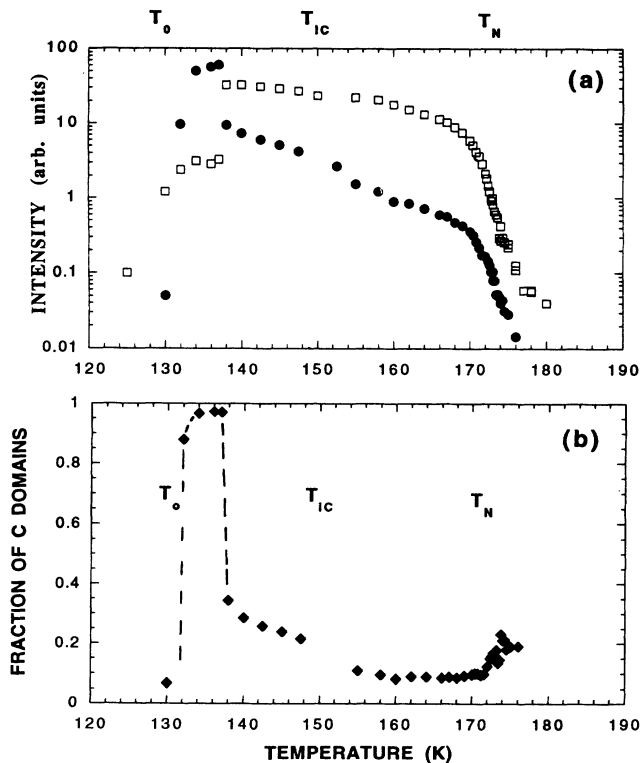 T0 TIC TN
100
10
1
0.1
0.01
INTENSITY (arb. units)
(a)
120 130 140 150 160 170 180 190
1
0.8
0.6
0.4
0.2
0
FRACTION OF C DOMAINS
(b)
To TIC TN
120 130 140 150 160 170 180 190
TEMPERATURE (K)